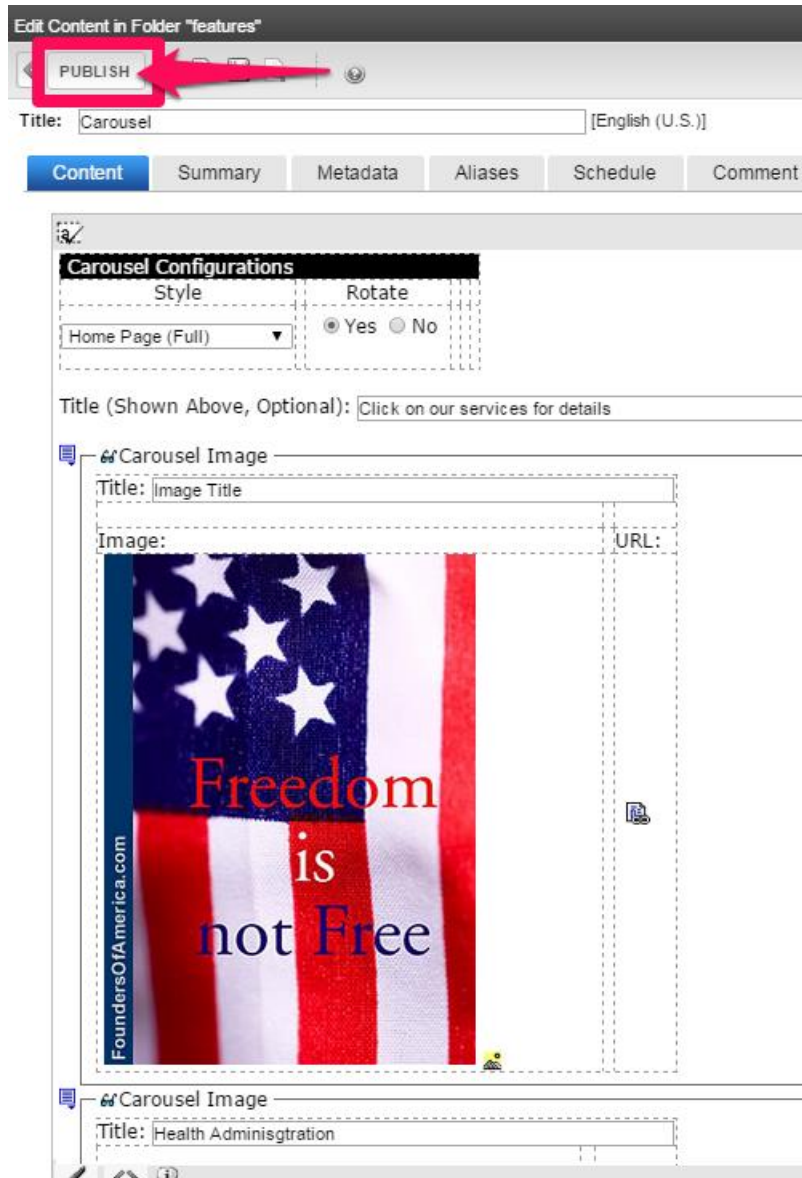 Edit Content in Folder "features"
PUBLISH
Title: Carousel [English (U.S.)]
Content Summary Metadata Aliases Schedule Comment
Carousel Configurations
Style Rotate
Home Page (Full) Yes No
Title (Shown Above, Optional): Click on our services for details
Carousel Image
Title: Image Title
Image: URL:
Freedom
is
not Free
FoundersOfAmerica.com
Carousel Image
Title: Health Adminisgtration